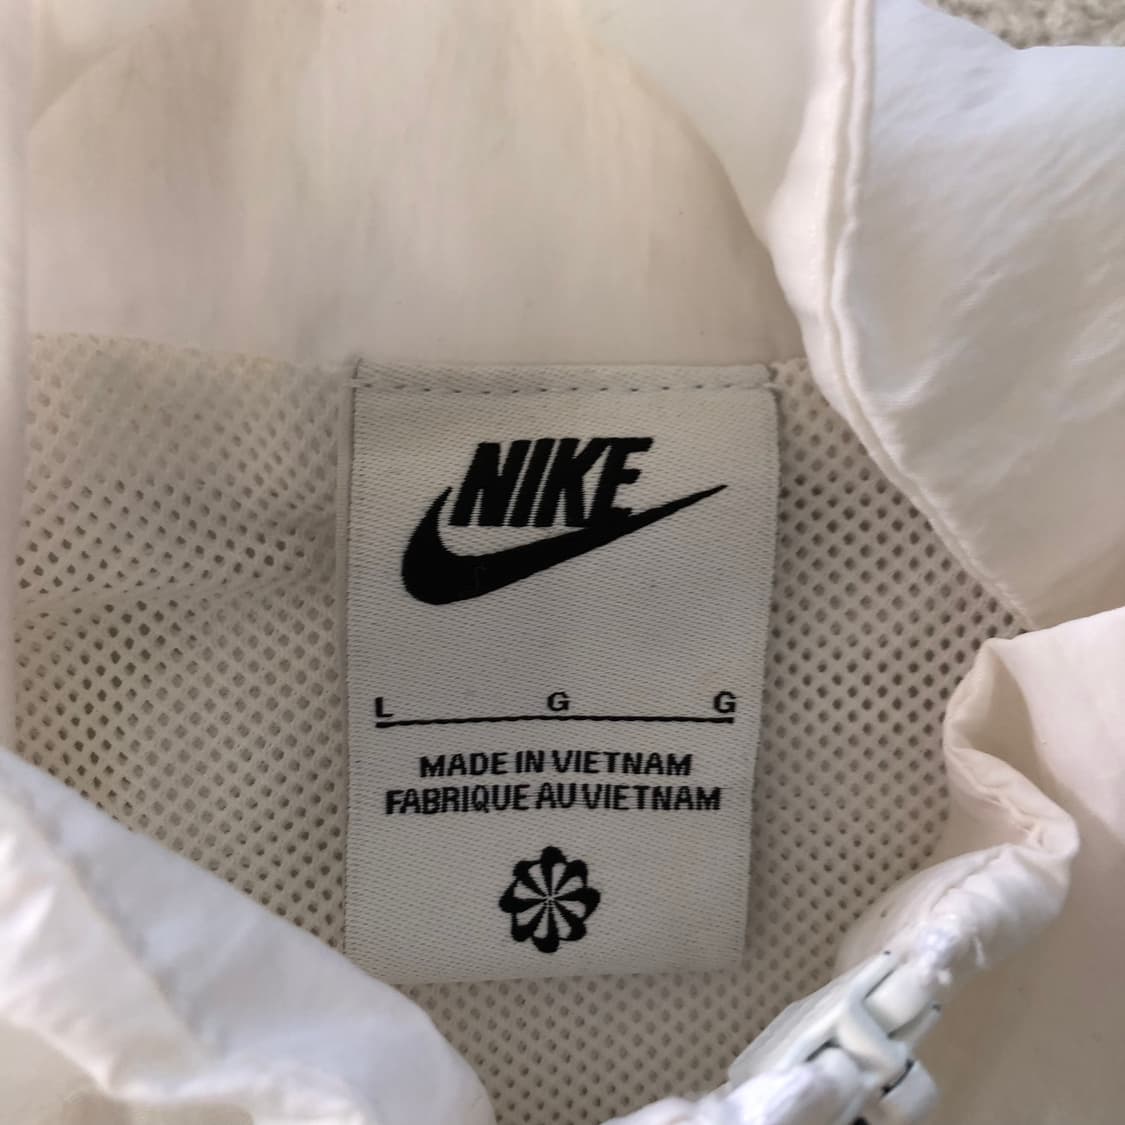 NIKE
L G G
MADE IN VIETNAM
FABRIQUE AU VIETNAM